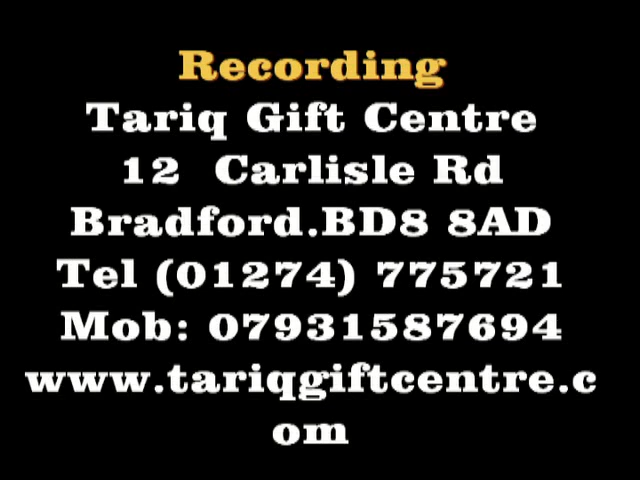 Recording
Tariq Gift Centre
12 Carlisle Rd
Bradford.BD8 8AD
Tel (01274) 775721
Mob: 07931587694
www.tariqgiftcentre.c
om